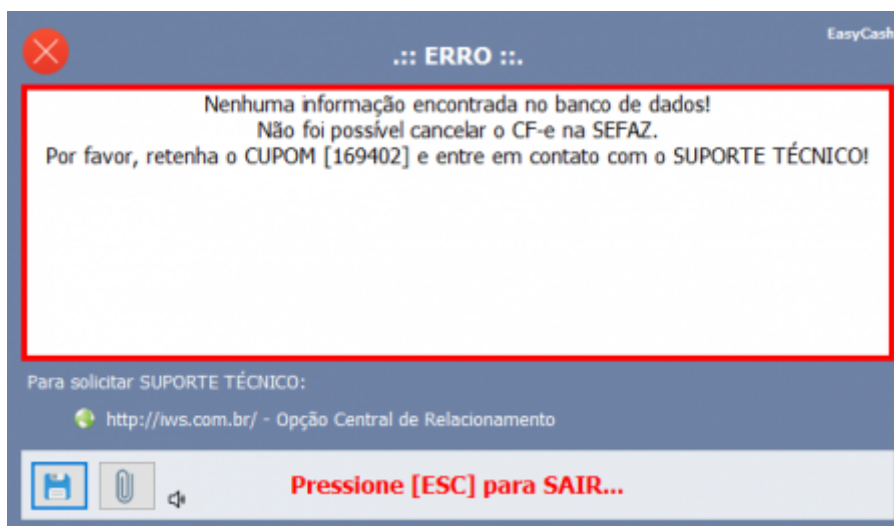 EasyCash
.:: ERRO ::.
Nenhuma informação encontrada no banco de dados!
Não foi possível cancelar o CF-e na SEFAZ.
Por favor, retenha o CUPOM [169402] e entre em contato com o SUPORTE TÉCNICO!
Para solicitar SUPORTE TÉCNICO:
http://iws.com.br/ - Opção Central de Relacionamento
Pressione [ESC] para SAIR...